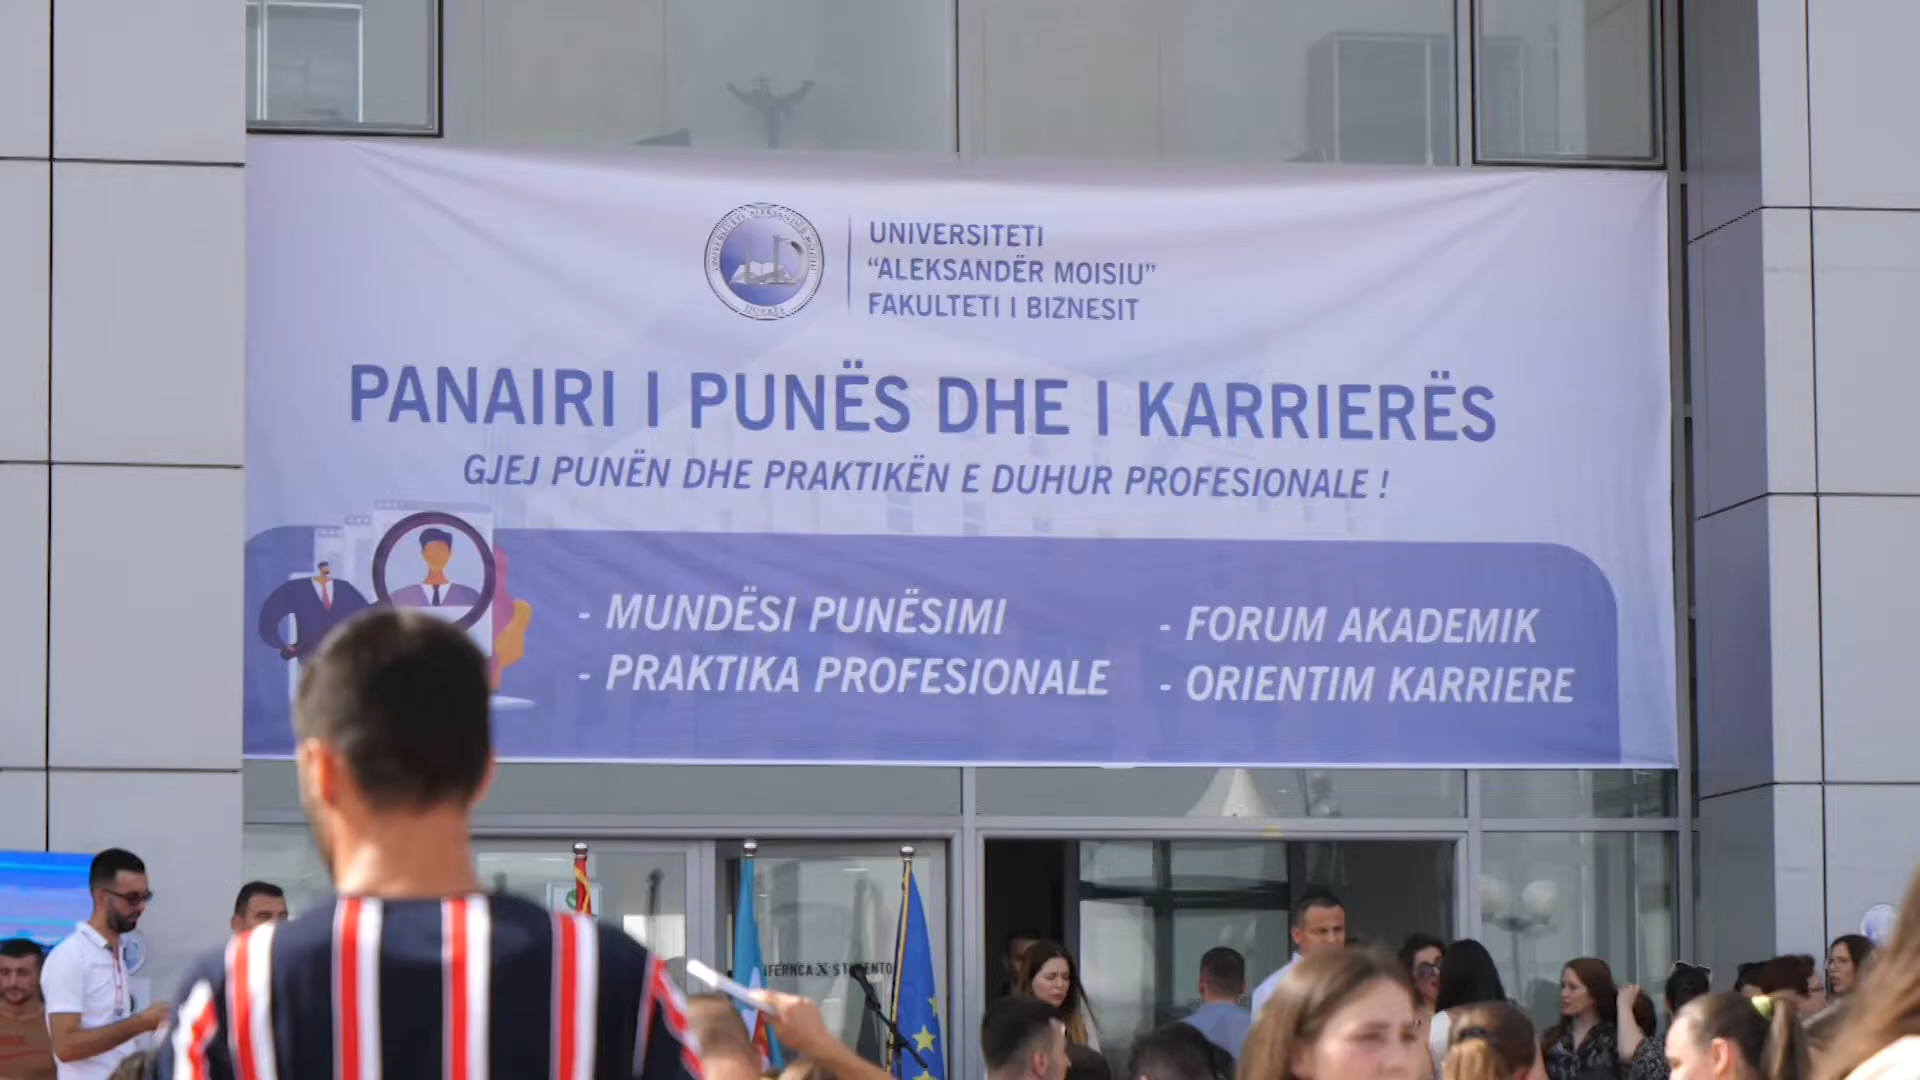 UNIVERSITETI
"ALEKSANDËR MOISIU"
FAKULTETI I BIZNESIT
PANAIRI I PUNËS DHE I KARRIERËS
GJEJ PUNËN DHE PRAKTIKËN E DUHUR PROFESIONALE !
- MUNDËSI PUNËSIMI
- PRAKTIKA PROFESIONALE
- FORUM AKADEMIK
- ORIENTIM KARRIERE